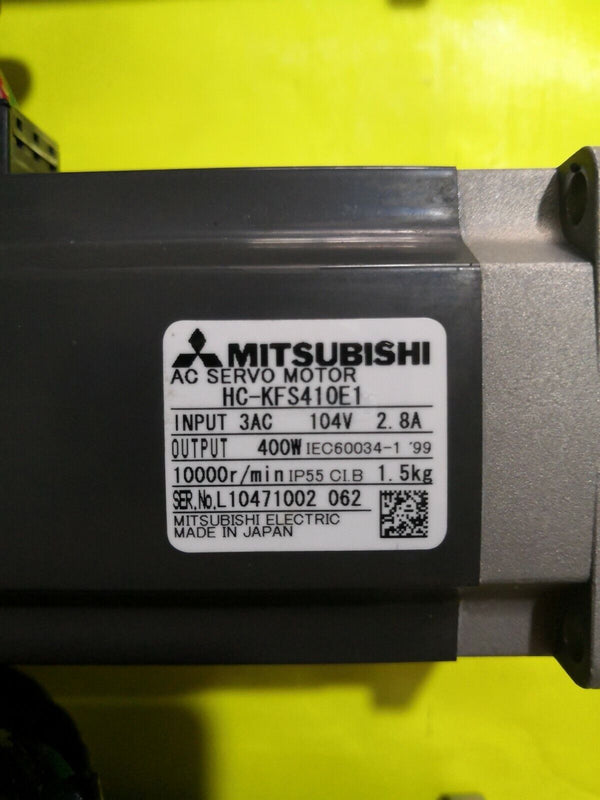 MITSUBISHI
AC SERVO MOTOR
HC-KFS410E1
INPUT 3AC 104V 2.8A
OUTPUT 400W IEC60034-1 '99
10000r/min IP55 CI.B 1.5kg
SER.No.L10471002 062
MITSUBISHI ELECTRIC
MADE IN JAPAN